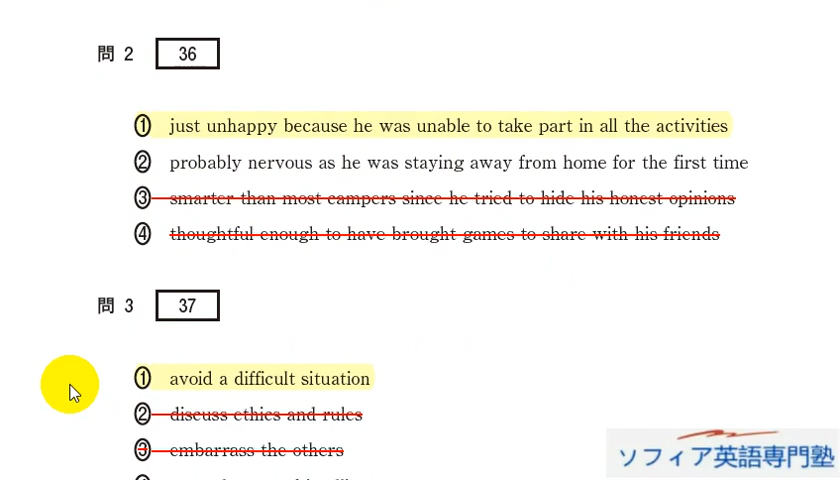 問 2 36
① just unhappy because he was unable to take part in all the activities
② probably nervous as he was staying away from home for the first time
③ smarter than most campers since he tried to hide his honest opinions
④ thoughtful enough to have brought games to share with his friends
問 3 37
① avoid a difficult situation
② discuss ethics and rules
③ embarrass the others
ソフィア英語専門塾